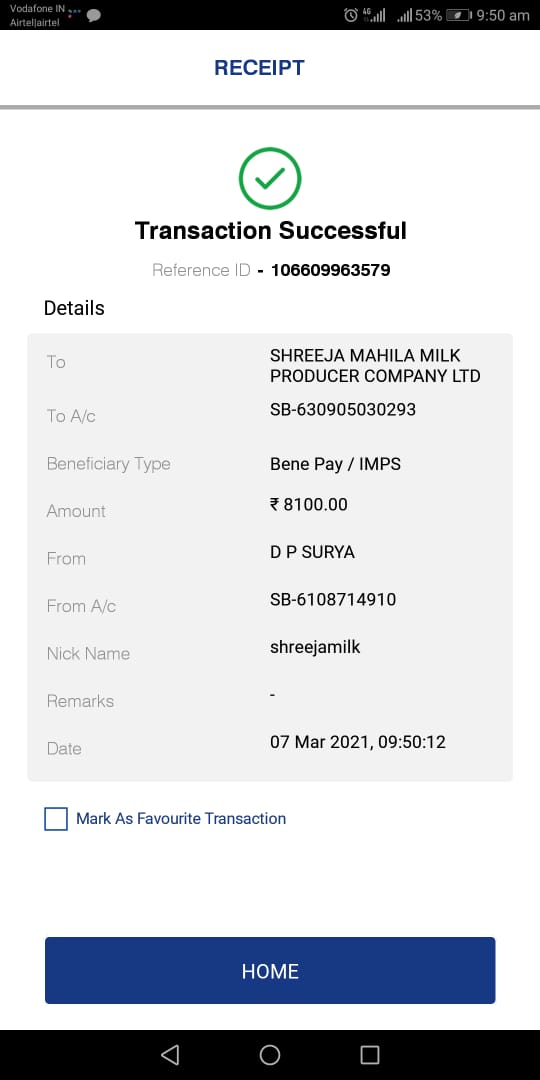 Vodafone IN
Airtel|airtel
4G
53%
9:50 am
RECEIPT
Transaction Successful
Reference ID - 106609963579
Details
To
SHREEJA MAHILA MILK
PRODUCER COMPANY LTD
To A/c
SB-630905030293
Beneficiary Type
Bene Pay / IMPS
Amount
₹ 8100.00
From
D P SURYA
From A/c
SB-6108714910
Nick Name
shreejamilk
Remarks
-
Date
07 Mar 2021, 09:50:12
Mark As Favourite Transaction
HOME